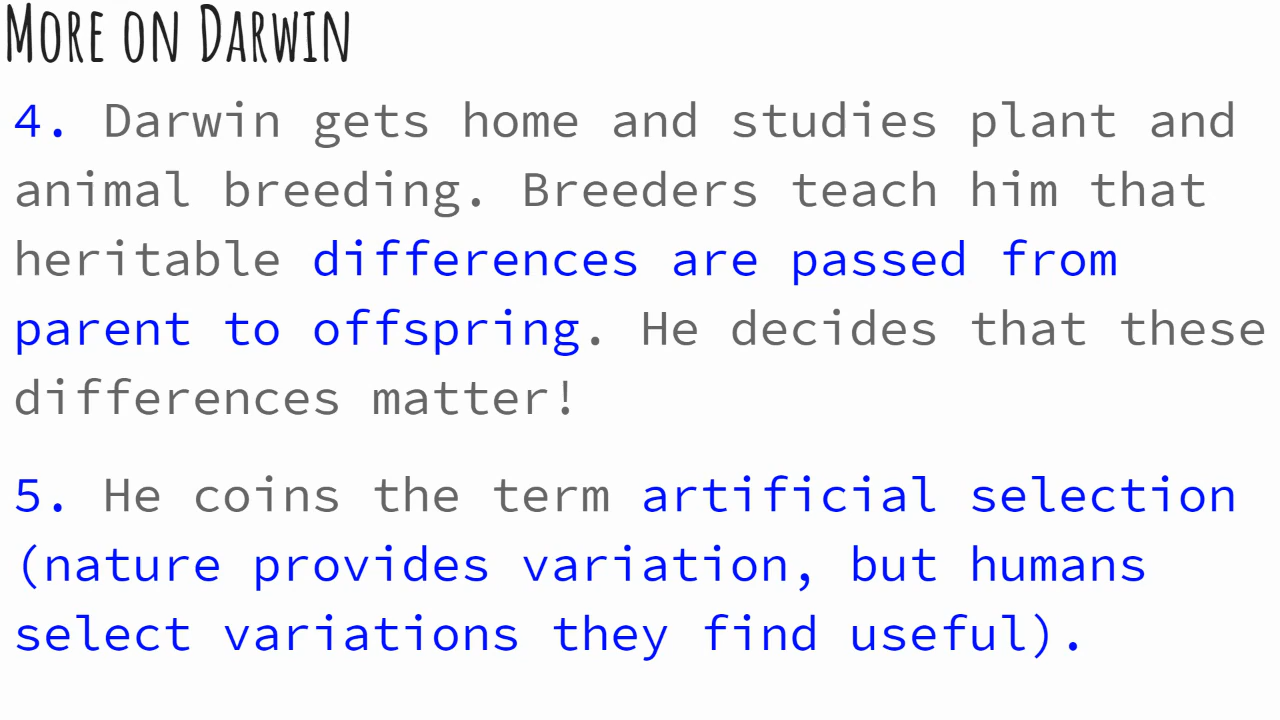 More on Darwin
4. Darwin gets home and studies plant and
animal breeding. Breeders teach him that
heritable differences are passed from
parent to offspring. He decides that these
differences matter!
5. He coins the term artificial selection
(nature provides variation, but humans
select variations they find useful).